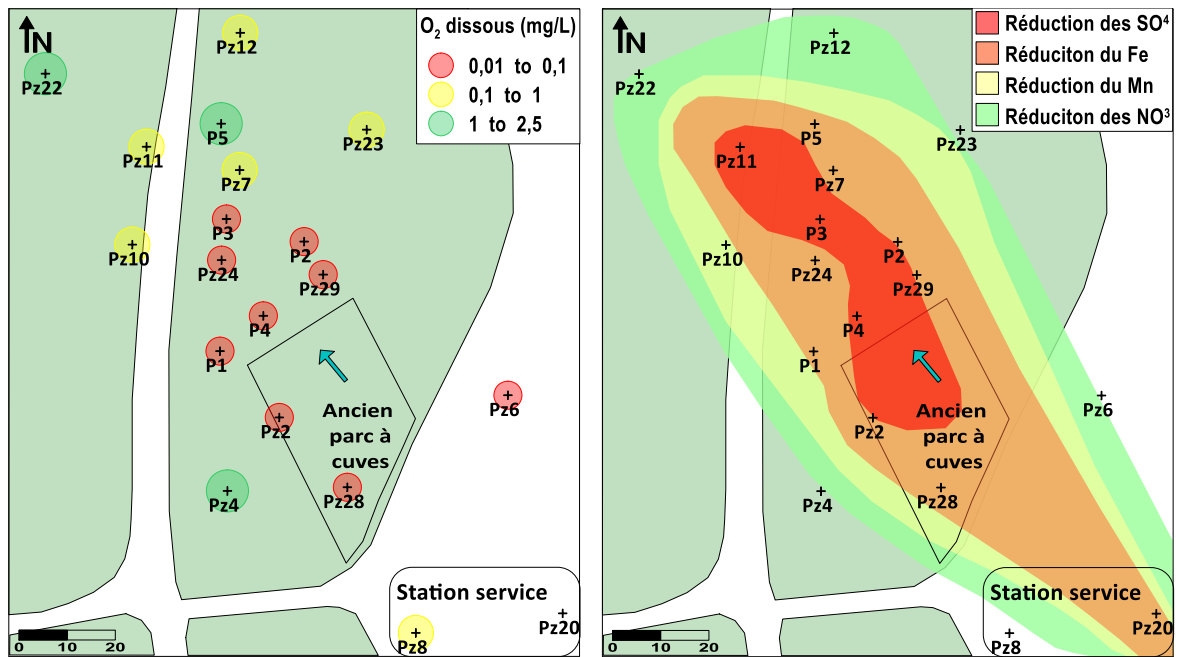 N
O₂ dissous (mg/L)
0,01 to 0,1
0,1 to 1
1 to 2,5
Pz12
Pz22
P5
Pz23
Pz11
Pz7
P3
P2
Pz10
Pz24
Pz29
P4
P1
Pz6
Pz2
Ancien
parc à
cuves
Pz28
Pz4
Station service
Pz20
Pz8
0 10 20
N
Réduction des SO⁴
Réduciton du Fe
Réduction du Mn
Réduciton des NO³
Pz12
Pz22
P5
Pz23
Pz11
Pz7
P3
P2
Pz10
Pz24
Pz29
P4
P1
Pz6
Pz2
Ancien
parc à
cuves
Pz28
Pz4
Station service
Pz20
Pz8
0 10 20